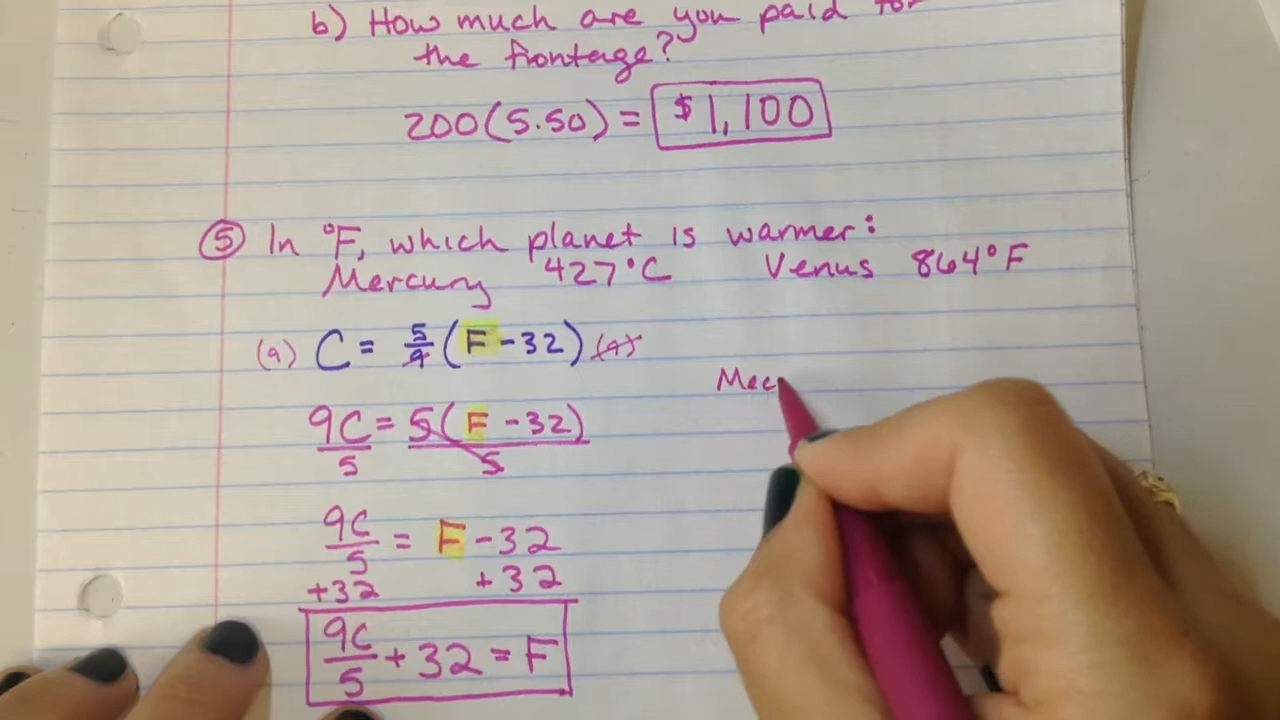 b) How much are you paid for
the frontage?
200(5.50) = $1,100
⑤ In °F, which planet is warmer:
Mercury 427°C Venus 864°F
(a) C = 5/9 (F - 32) (9)
9C/5 = 5(F - 32)/5
9C/5 = F - 32
+32 +32
9C/5 + 32 = F
Mec